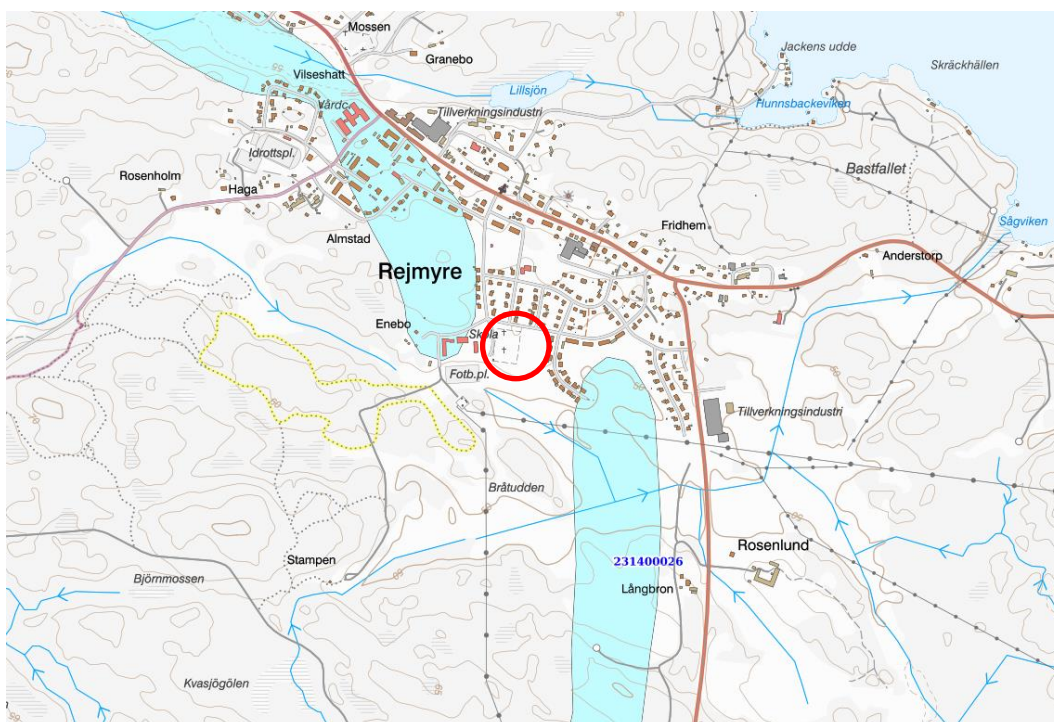 Mossen
Granebo
Jackens udde
Skräckhällen
Vilseshatt
Lillsjön
Hunnsbackeviken
Vårdc.
Tillverkningsindustri
Idrottspl.
Bastfallet
Rosenholm
Haga
Sågviken
Fridhem
Almstad
Anderstorp
Rejmyre
Enebo
Skola
Fotb.pl.
Tillverkningsindustri
Bråtudden
Rosenlund
Stampen
231400026
Björnmossen
Långbron
Kvasjögölen